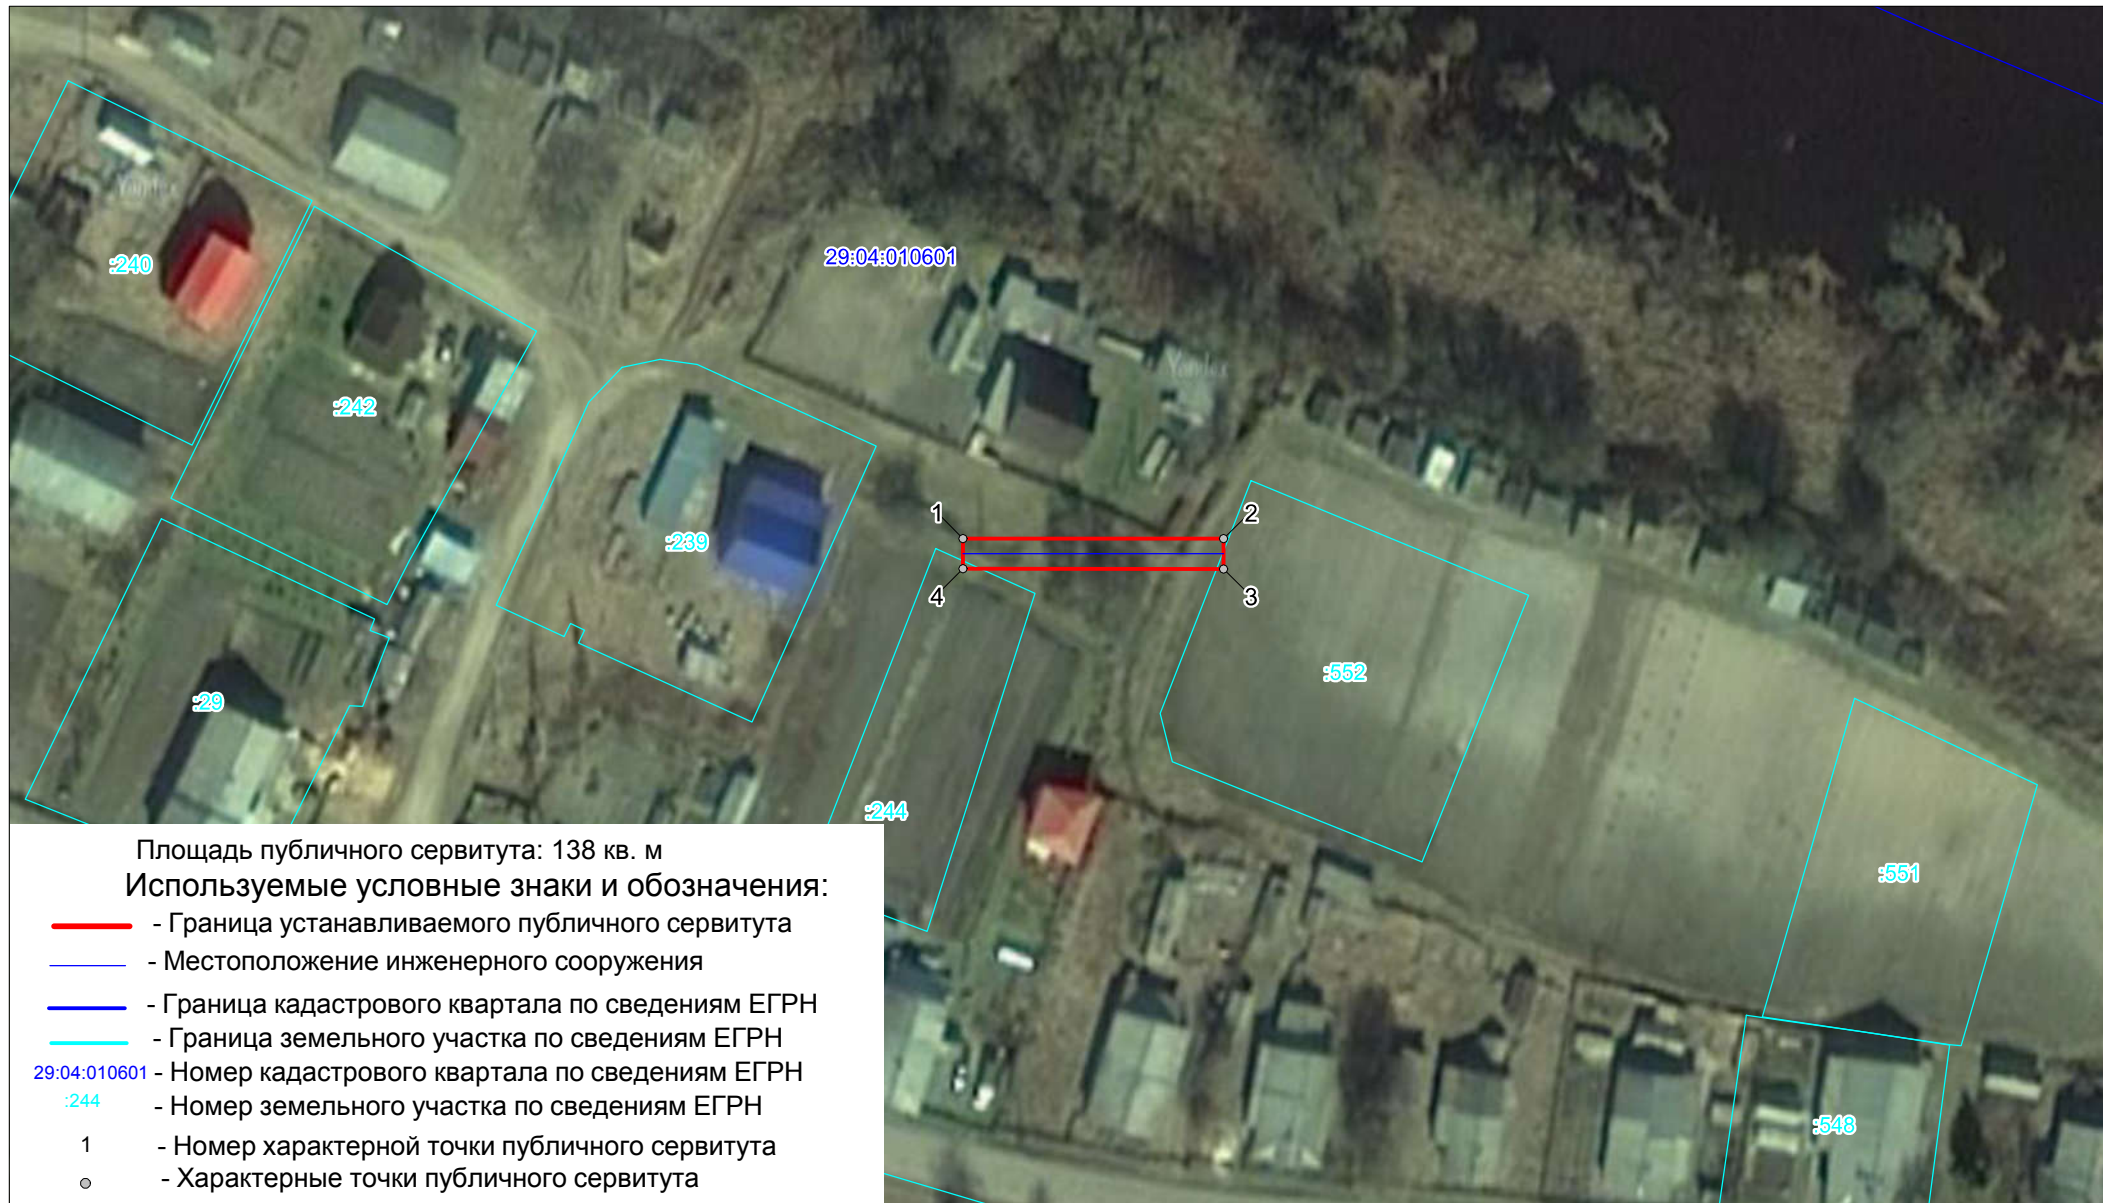 Yandex
:240
29:04:010601
Yandex
:242
1
2
:239
4
3
:552
:29
:244
:551
:548
Площадь публичного сервитута: 138 кв. м
Используемые условные знаки и обозначения:
- Граница устанавливаемого публичного сервитута
- Местоположение инженерного сооружения
- Граница кадастрового квартала по сведениям ЕГРН
- Граница земельного участка по сведениям ЕГРН
29:04:010601 - Номер кадастрового квартала по сведениям ЕГРН
:244 - Номер земельного участка по сведениям ЕГРН
1 - Номер характерной точки публичного сервитута
- Характерные точки публичного сервитута